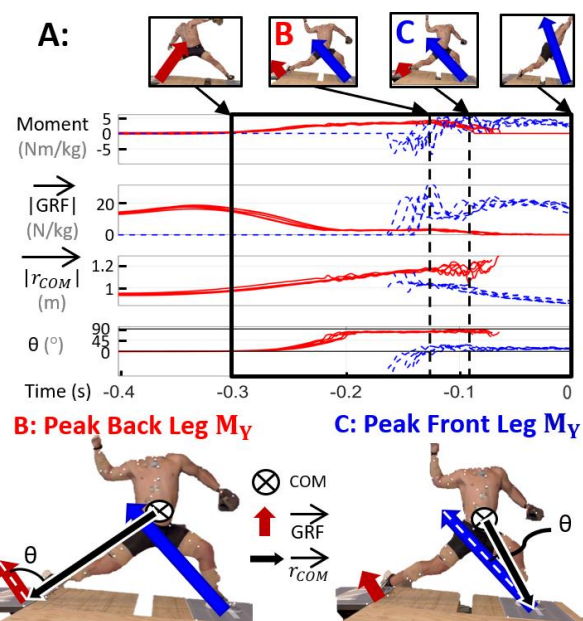 A:
B
C
Moment
(Nm/kg)
5
0
-5
|GRF|
(N/kg)
20
0
|r_COM|
(m)
1.2
1
θ (°)
90
45
0
Time (s)
-0.4
-0.3
-0.2
-0.1
0
B: Peak Back Leg M_Y
C: Peak Front Leg M_Y
θ
COM
GRF
r_COM
θ